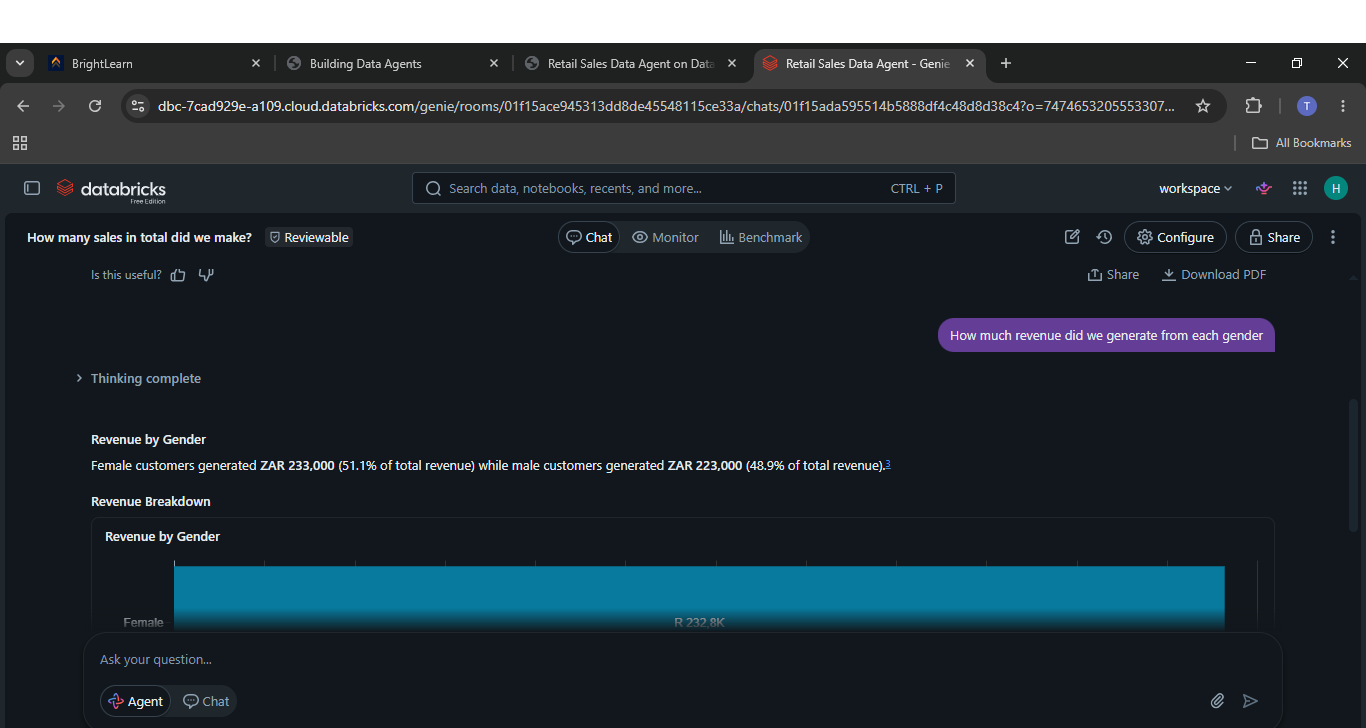 BrightLearn
Building Data Agents
Retail Sales Data Agent on Data
Retail Sales Data Agent - Genie
dbc-7cad929e-a109.cloud.databricks.com/genie/rooms/01f15ace945313dd8de45548115ce33a/chats/01f15ada595514b5888df4c48d8d38c4?o=7474653205553307...
T
All Bookmarks
databricks
Free Edition
Search data, notebooks, recents, and more...
CTRL + P
workspace
H
How many sales in total did we make?
Reviewable
Chat
Monitor
Benchmark
Configure
Share
Is this useful?
Share
Download PDF
How much revenue did we generate from each gender
Thinking complete
Revenue by Gender
Female customers generated ZAR 233,000 (51.1% of total revenue) while male customers generated ZAR 223,000 (48.9% of total revenue).3
Revenue Breakdown
Revenue by Gender
Female
R 232,8K
Ask your question...
Agent
Chat